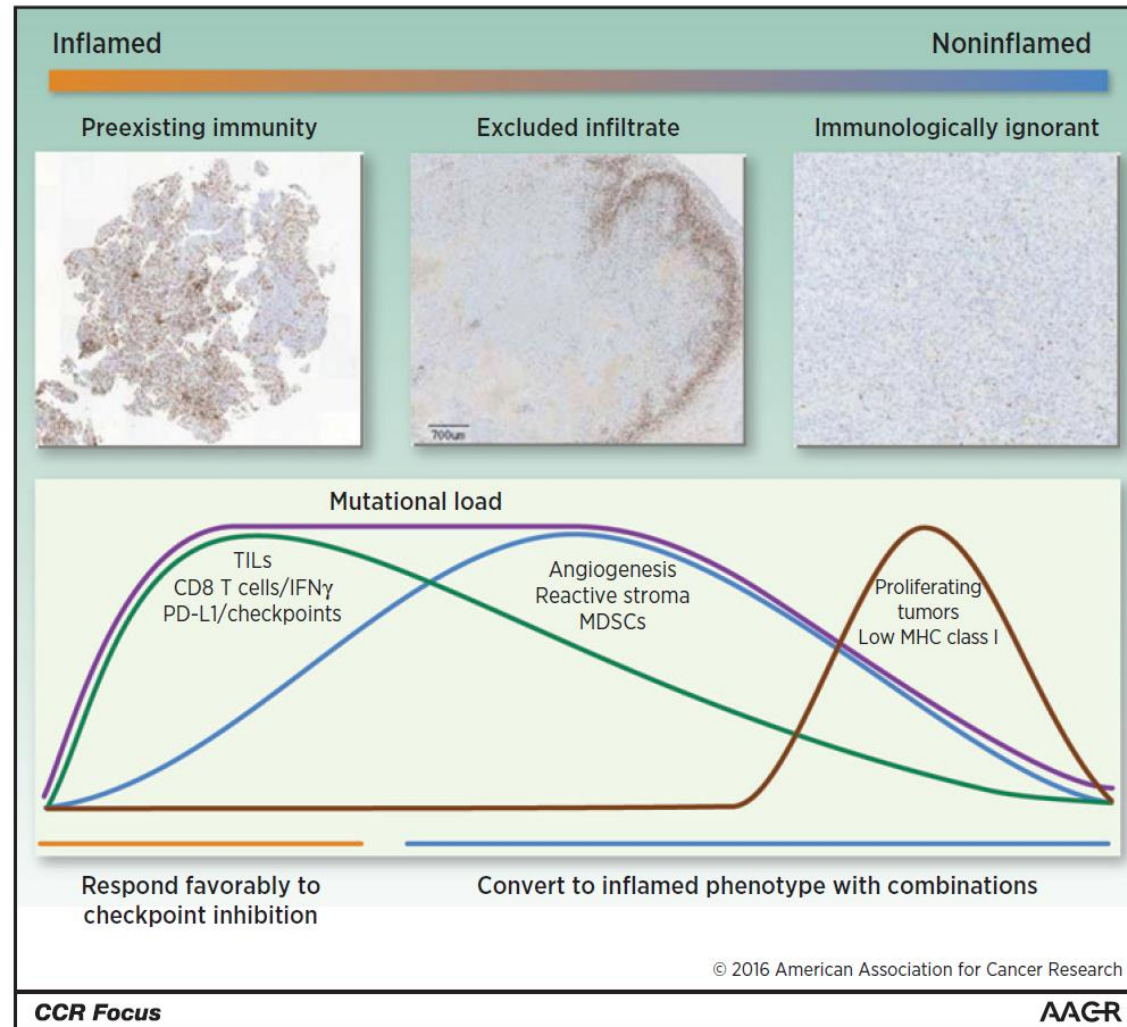 Inflamed
Noninflamed
Preexisting immunity
Excluded infiltrate
Immunologically ignorant
700um
Mutational load
TILs
CD8 T cells/IFNγ
PD-L1/checkpoints
Angiogenesis
Reactive stroma
MDSCs
Proliferating
tumors
Low MHC class I
Respond favorably to
checkpoint inhibition
Convert to inflamed phenotype with combinations
© 2016 American Association for Cancer Research
CCR Focus
AACR